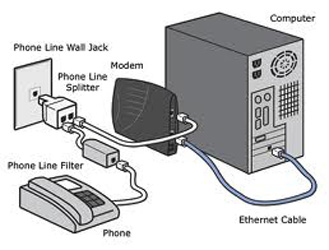 Computer
Phone Line Wall Jack
Phone Line
Splitter
Modem
Phone Line Filter
Phone
Ethernet Cable